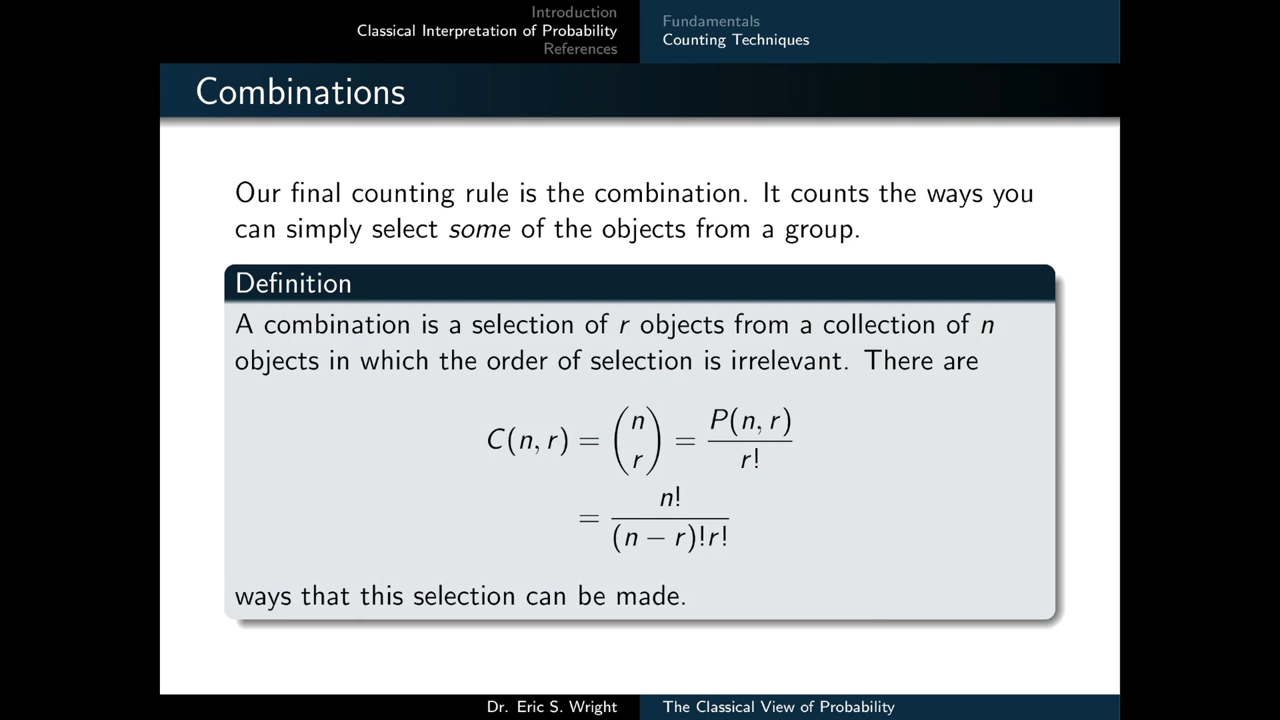 Introduction
Classical Interpretation of Probability
References
Fundamentals
Counting Techniques
Combinations
Our final counting rule is the combination. It counts the ways you
can simply select some of the objects from a group.
Definition
A combination is a selection of r objects from a collection of n
objects in which the order of selection is irrelevant. There are
C(n, r) = (n r) = P(n, r) / r!
= n! / (n − r)!r!
ways that this selection can be made.
Dr. Eric S. Wright
The Classical View of Probability